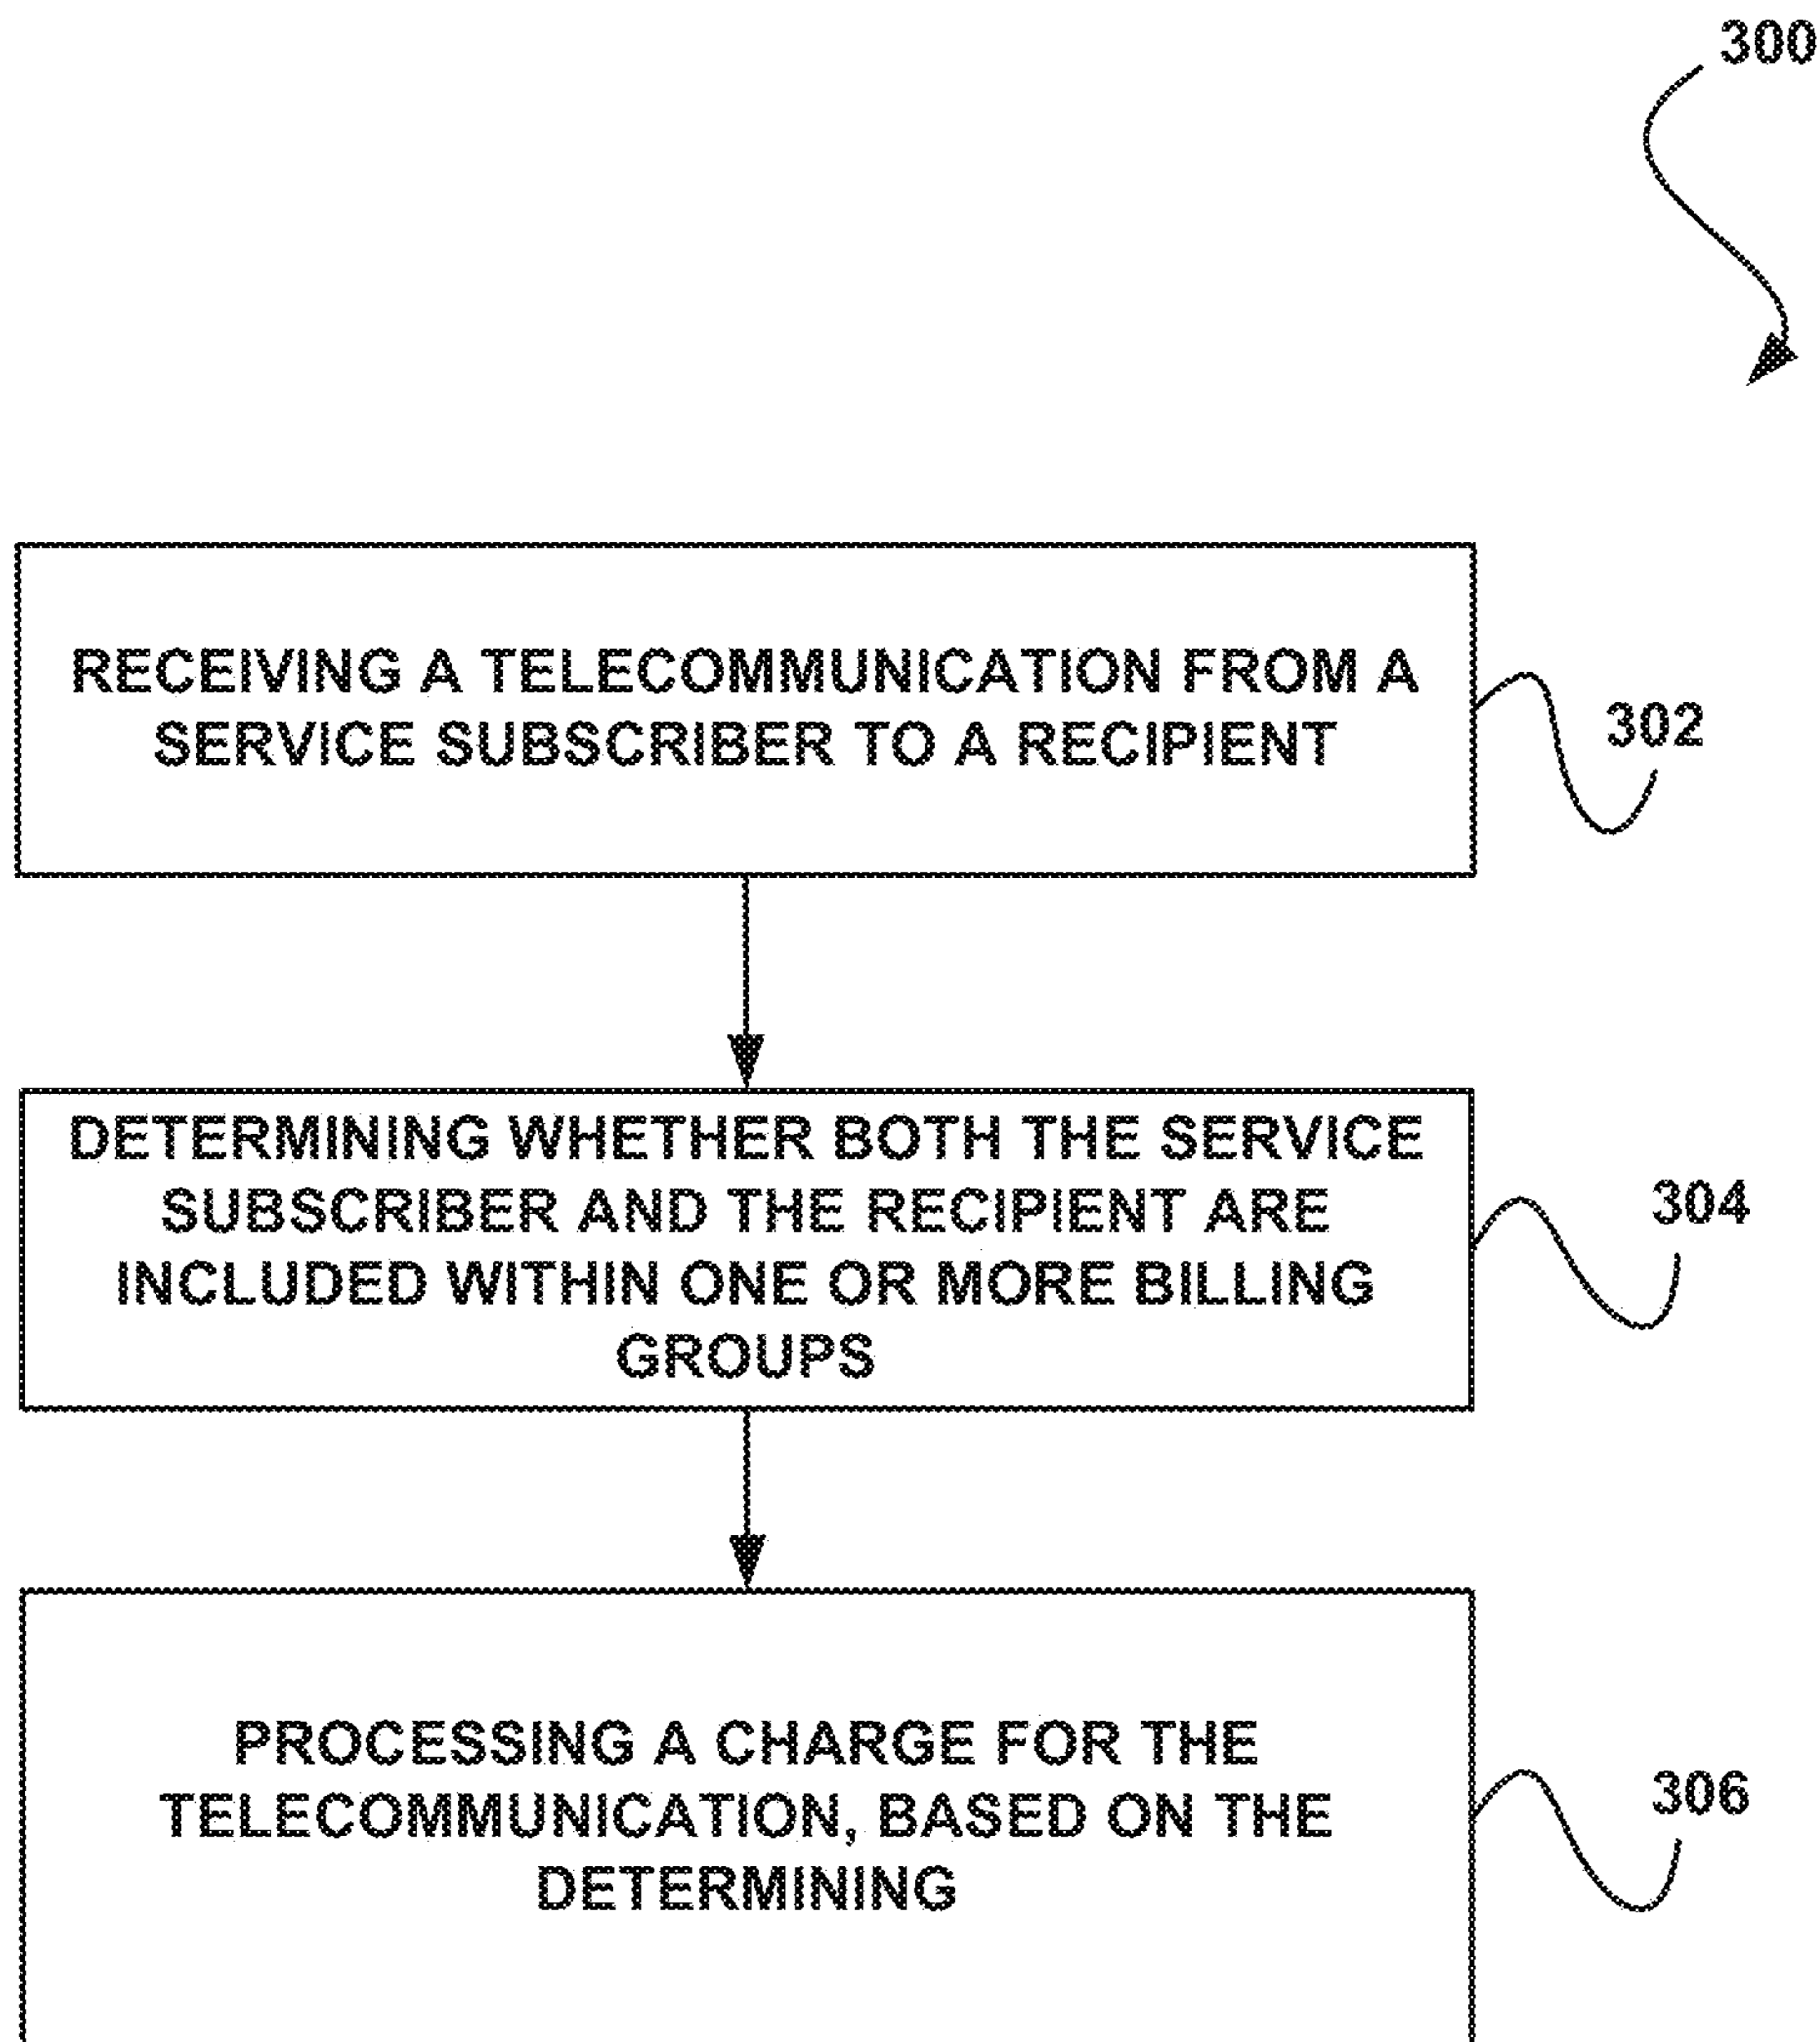 300
RECEIVING A TELECOMMUNICATION FROM A
SERVICE SUBSCRIBER TO A RECIPIENT
302
DETERMINING WHETHER BOTH THE SERVICE
SUBSCRIBER AND THE RECIPIENT ARE
INCLUDED WITHIN ONE OR MORE BILLING
GROUPS
304
PROCESSING A CHARGE FOR THE
TELECOMMUNICATION, BASED ON THE
DETERMINING
306